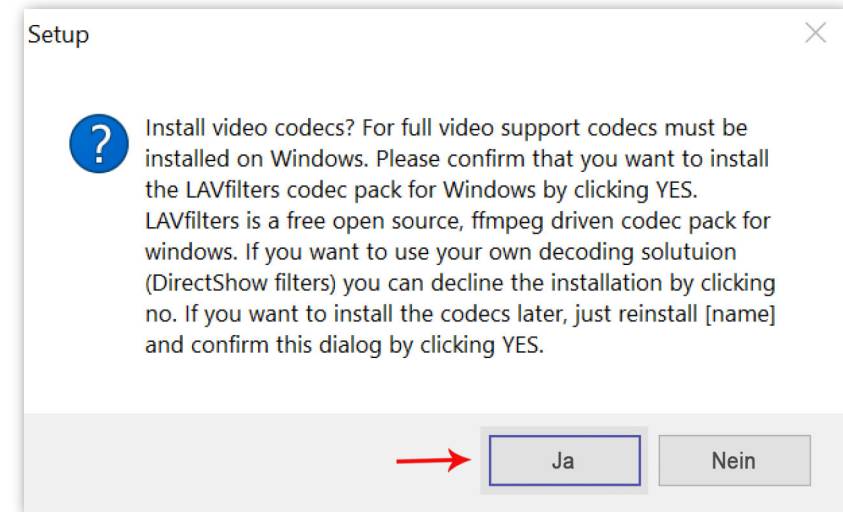 Setup
Install video codecs? For full video support codecs must be
installed on Windows. Please confirm that you want to install
the LAVfilters codec pack for Windows by clicking YES.
LAVfilters is a free open source, ffmpeg driven codec pack for
windows. If you want to use your own decoding solutuion
(DirectShow filters) you can decline the installation by clicking
no. If you want to install the codecs later, just reinstall [name]
and confirm this dialog by clicking YES.
Ja Nein